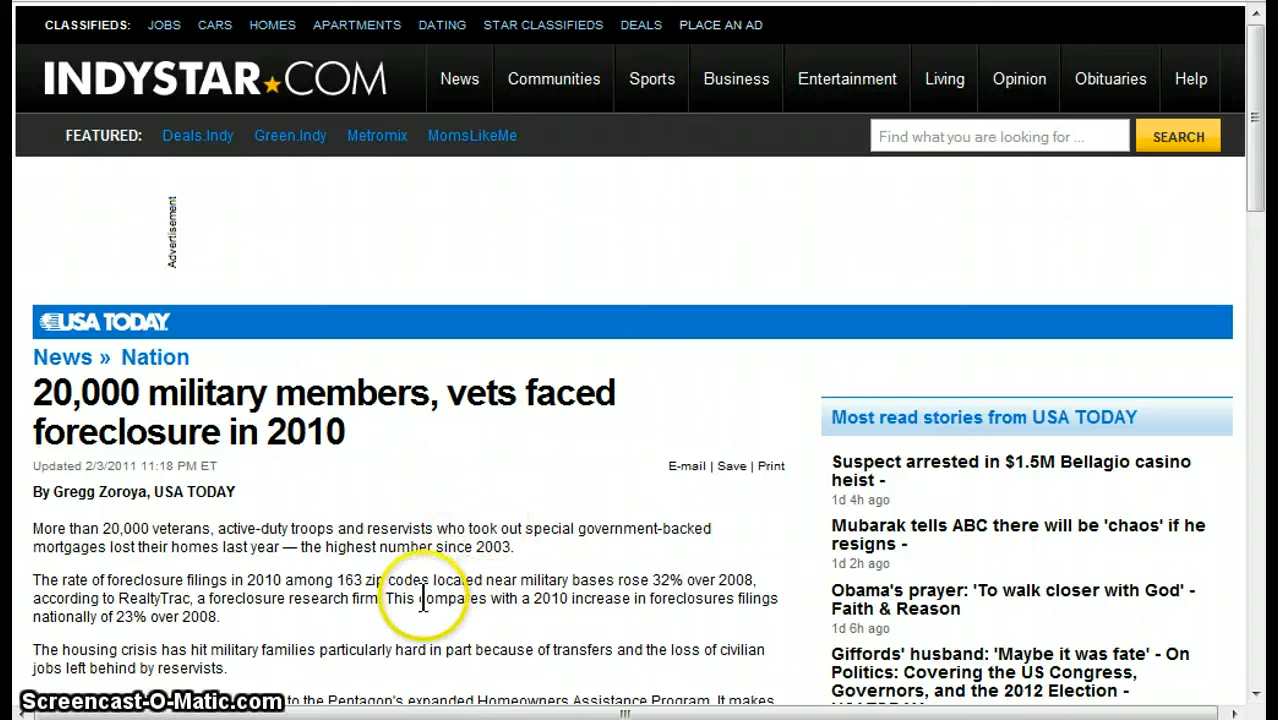 CLASSIFIEDS: JOBS CARS HOMES APARTMENTS DATING STAR CLASSIFIEDS DEALS PLACE AN AD
INDYSTAR.COM News Communities Sports Business Entertainment Living Opinion Obituaries Help
FEATURED: Deals.Indy Green.Indy Metromix MomsLikeMe Find what you are looking for ... SEARCH
Advertisement
USA TODAY
News » Nation
20,000 military members, vets faced
foreclosure in 2010
Updated 2/3/2011 11:18 PM ET
E-mail | Save | Print
By Gregg Zoroya, USA TODAY
More than 20,000 veterans, active-duty troops and reservists who took out special government-backed
mortgages lost their homes last year — the highest number since 2003.
The rate of foreclosure filings in 2010 among 163 zip codes located near military bases rose 32% over 2008,
according to RealtyTrac, a foreclosure research firm. This compares with a 2010 increase in foreclosures filings
nationally of 23% over 2008.
The housing crisis has hit military families particularly hard in part because of transfers and the loss of civilian
jobs left behind by reservists.
to the Pentagon's expanded Homeowners Assistance Program. It makes
Most read stories from USA TODAY
Suspect arrested in $1.5M Bellagio casino
heist -
1d 4h ago
Mubarak tells ABC there will be 'chaos' if he
resigns -
1d 2h ago
Obama's prayer: 'To walk closer with God' -
Faith & Reason
1d 6h ago
Giffords' husband: 'Maybe it was fate' - On
Politics: Covering the US Congress,
Governors, and the 2012 Election -
Screencast-O-Matic.com